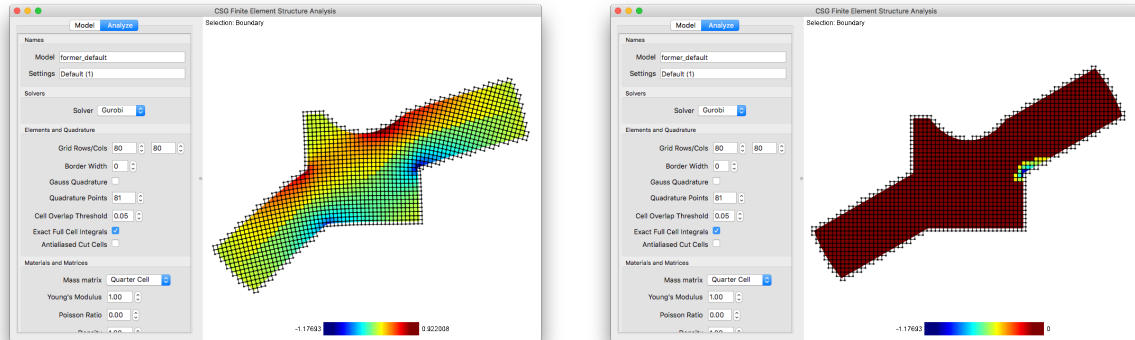 CSG Finite Element Structure Analysis
Model Analyze
Selection: Boundary
Names
Model former_default
Settings Default (1)
Solvers
Solver Gurobi
Elements and Quadrature
Grid Rows/Cols 80 80
Border Width 0
Gauss Quadrature
Quadrature Points 81
Cell Overlap Threshold 0.05
Exact Full Cell Integrals
Antialiased Cut Cells
Materials and Matrices
Mass matrix Quarter Cell
Young's Modulus 1.00
Poisson Ratio 0.00
-1.17693 0.922008
CSG Finite Element Structure Analysis
Model Analyze
Selection: Boundary
Names
Model former_default
Settings Default (1)
Solvers
Solver Gurobi
Elements and Quadrature
Grid Rows/Cols 80 80
Border Width 0
Gauss Quadrature
Quadrature Points 81
Cell Overlap Threshold 0.05
Exact Full Cell Integrals
Antialiased Cut Cells
Materials and Matrices
Mass matrix Quarter Cell
Young's Modulus 1.00
Poisson Ratio 0.00
-1.17693 0